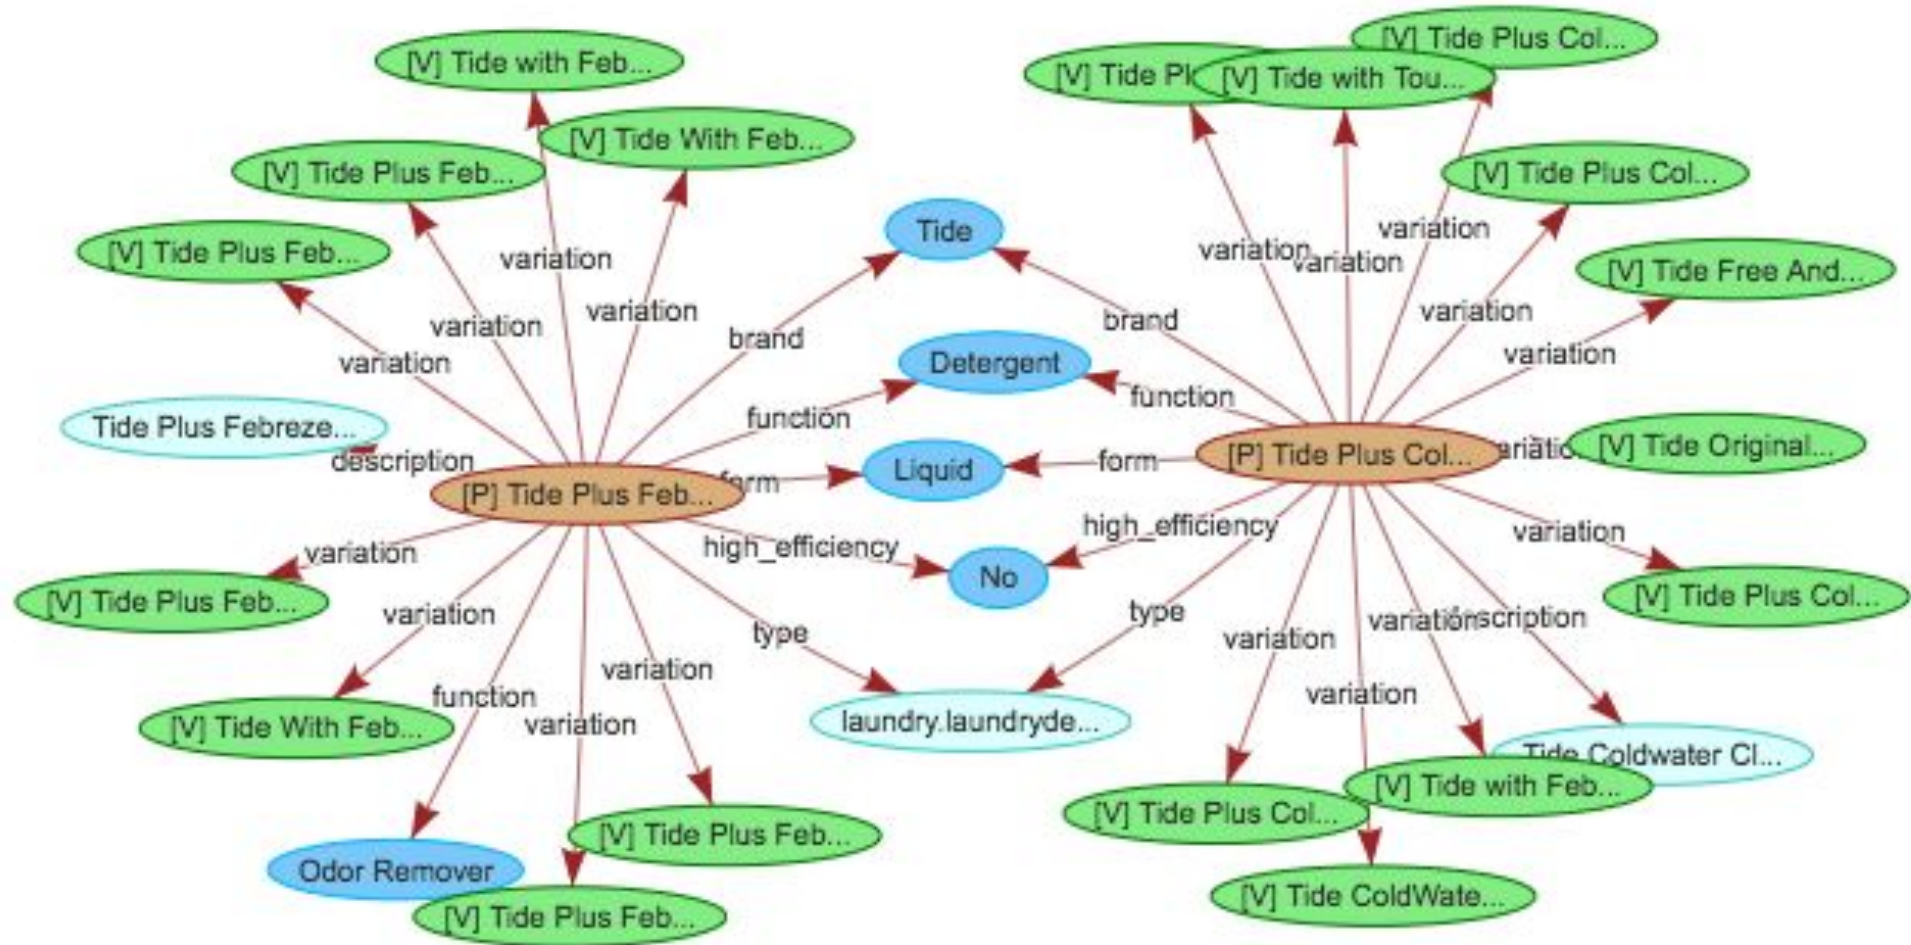 [V] Tide Plus Col...
[V] Tide with Feb...
[V] Tide Pl
[V] Tide with Tou...
[V] Tide With Feb...
[V] Tide Plus Feb...
[V] Tide Plus Col...
Tide
variation
[V] Tide Plus Feb...
variation
variation
variation
[V] Tide Free And...
variation
variation
variation
brand
variation
brand
variation
variation
Detergent
function
function
Tide Plus Febreze...
description
Liquid
form
[P] Tide Plus Col...
[V] Tide Original...
[P] Tide Plus Feb...
high_efficiency
variation
variation
high_efficiency
No
[V] Tide Plus Feb...
[V] Tide Plus Col...
variation
type
type
variation
variation
variation
function
variation
variation
[V] Tide With Feb...
laundry.laundryde...
Tide Coldwater Cl...
[V] Tide with Feb...
[V] Tide Plus Col...
[V] Tide Plus Feb...
Odor Remover
[V] Tide ColdWate...
[V] Tide Plus Feb...